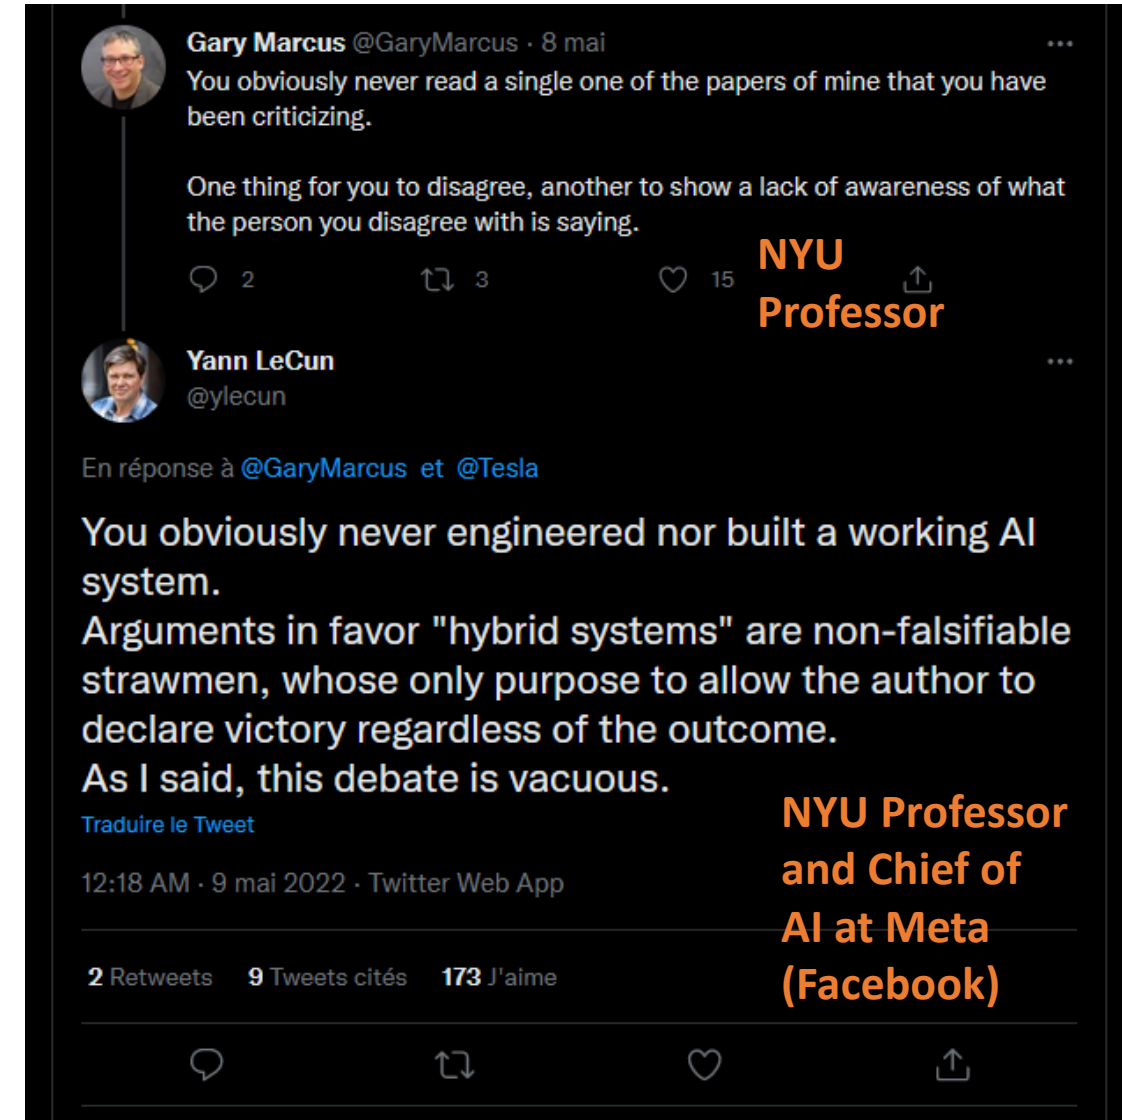 Gary Marcus @GaryMarcus · 8 mai
You obviously never read a single one of the papers of mine that you have
been criticizing.
One thing for you to disagree, another to show a lack of awareness of what
the person you disagree with is saying.
2 3 15
NYU
Professor
Yann LeCun
@ylecun
En réponse à @GaryMarcus et @Tesla
You obviously never engineered nor built a working AI
system.
Arguments in favor "hybrid systems" are non-falsifiable
strawmen, whose only purpose to allow the author to
declare victory regardless of the outcome.
As I said, this debate is vacuous.
Traduire le Tweet
12:18 AM · 9 mai 2022 · Twitter Web App
2 Retweets 9 Tweets cités 173 J'aime
NYU Professor
and Chief of
AI at Meta
(Facebook)